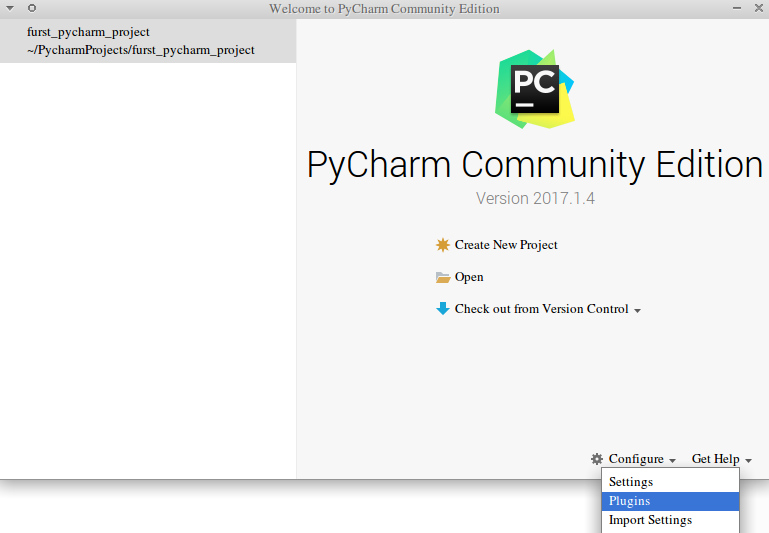 Welcome to PyCharm Community Edition
furst_pycharm_project
~/PycharmProjects/furst_pycharm_project
PC
PyCharm Community Edition
Version 2017.1.4
Create New Project
Open
Check out from Version Control
Configure
Get Help
Settings
Plugins
Import Settings